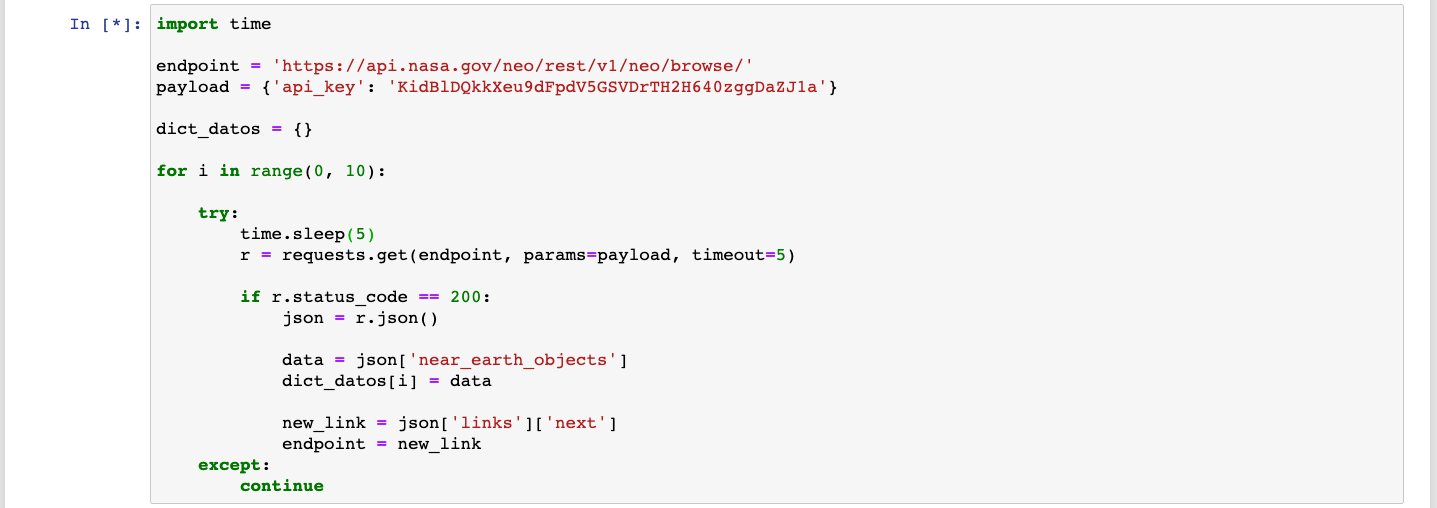 In [*]: import time
endpoint = 'https://api.nasa.gov/neo/rest/v1/neo/browse/'
payload = {'api_key': 'KidBlDQkkXeu9dFpdV5GSVDrTH2H640zggDaZJ1a'}
dict_datos = {}
for i in range(0, 10):
try:
time.sleep(5)
r = requests.get(endpoint, params=payload, timeout=5)
if r.status_code == 200:
json = r.json()
data = json['near_earth_objects']
dict_datos[i] = data
new_link = json['links']['next']
endpoint = new_link
except:
continue